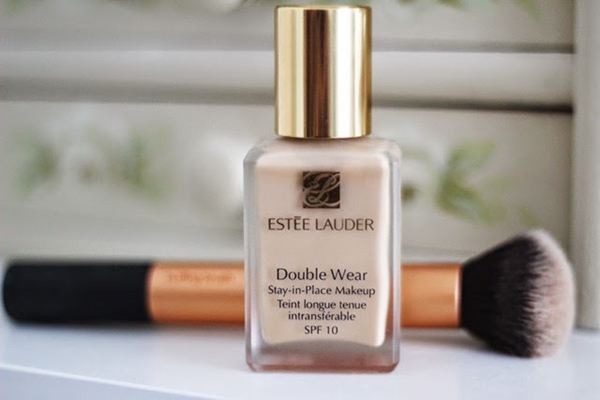 ESTĒE LAUDER
Double Wear
Stay-in-Place Makeup
Teint longue tenue
intransférable
SPF 10